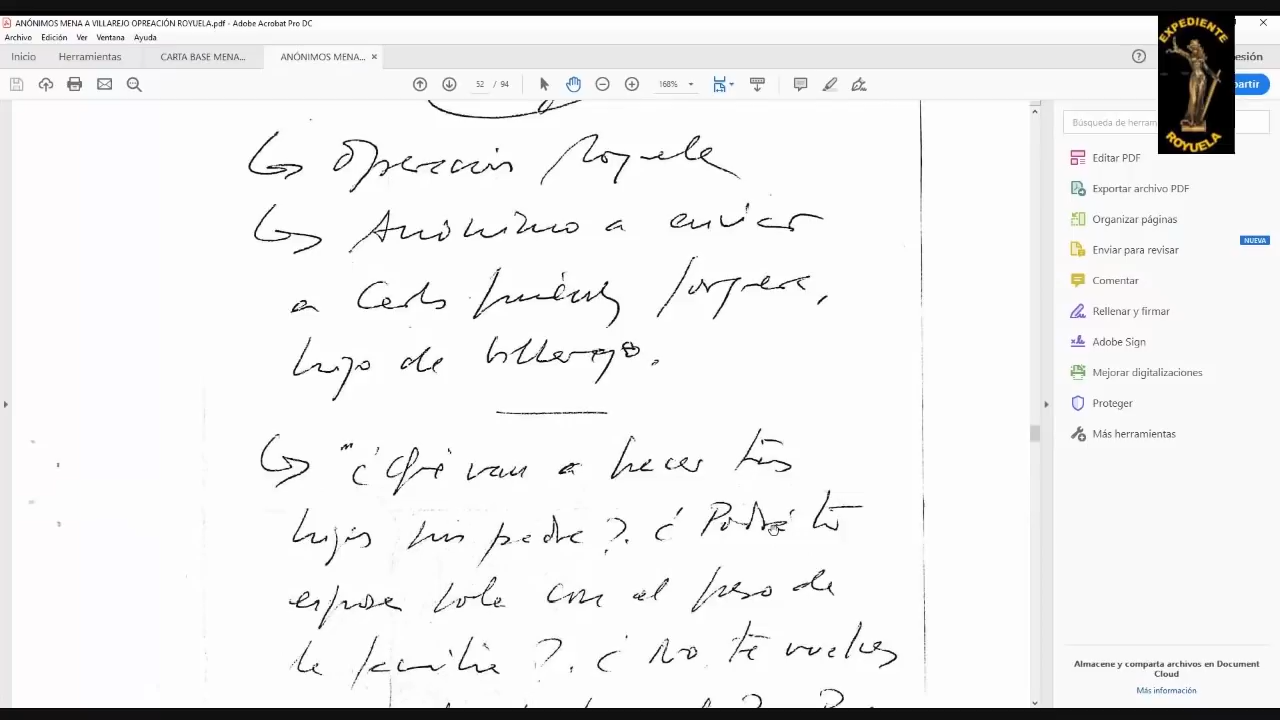 ANÓNIMOS MENA A VILLAREJO OPREACIÓN ROYUELA.pdf - Adobe Acrobat Pro DC
Archivo Edición Ver Ventana Ayuda
Inicio Herramientas CARTA BASE MENA... ANÓNIMOS MENA... ×
52 / 94 168%
EXPEDIENTE
ROYUELA
esión
artir
Operación Royuela
Anónimo a enviar
a Carlos
hijo de Villarejo.
"¿Qué van a hacer tus
hijos sin padre?. ¿Podrá tu
esposa sola con el peso de
la familia?. ¿No te vuelves
Búsqueda de herram
Editar PDF
Exportar archivo PDF
Organizar páginas
Enviar para revisar
NUEVA
Comentar
Rellenar y firmar
Adobe Sign
Mejorar digitalizaciones
Proteger
Más herramientas
Almacene y comparta archivos en Document
Cloud
Más información